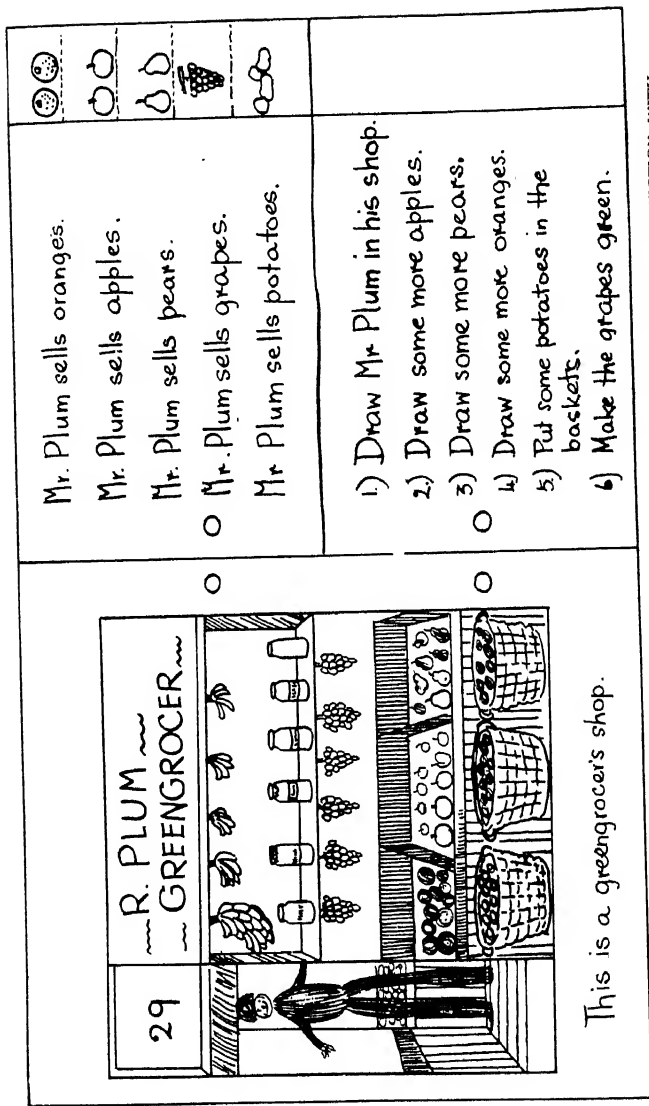 29
R. PLUM
GREENGROCER
This is a greengrocer's shop.
Mr. Plum sells oranges.
Mr. Plum sells apples.
Mr. Plum sells pears.
Mr. Plum sells grapes.
Mr Plum sells potatoes.
1.) Draw Mr Plum in his shop.
2.) Draw some more apples.
3.) Draw some more pears.
4.) Draw some more oranges.
5.) Put some potatoes in the
baskets.
6) Make the grapes green.